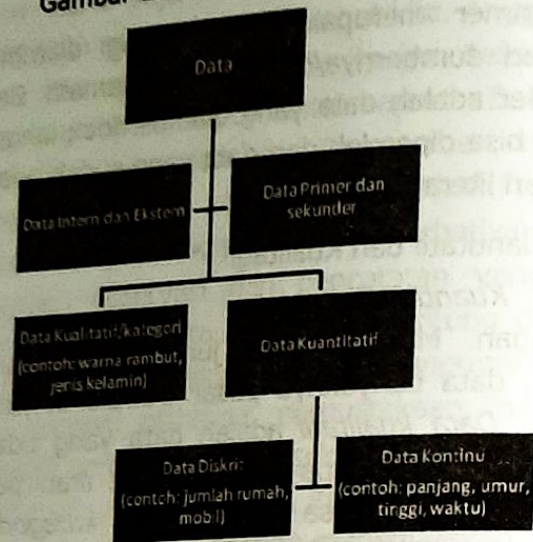 Gambar
Data
Data Intern dan Ekstern
Data Primer dan
sekunder
Data Kualitatif/kategori
(contoh: warna rambut,
jenis kelamin)
Data Kuantitatif
Data Diskrit
(contoh: jumlah rumah,
mobil)
Data Kontinu
(contoh: panjang, umur,
tinggi, waktu)